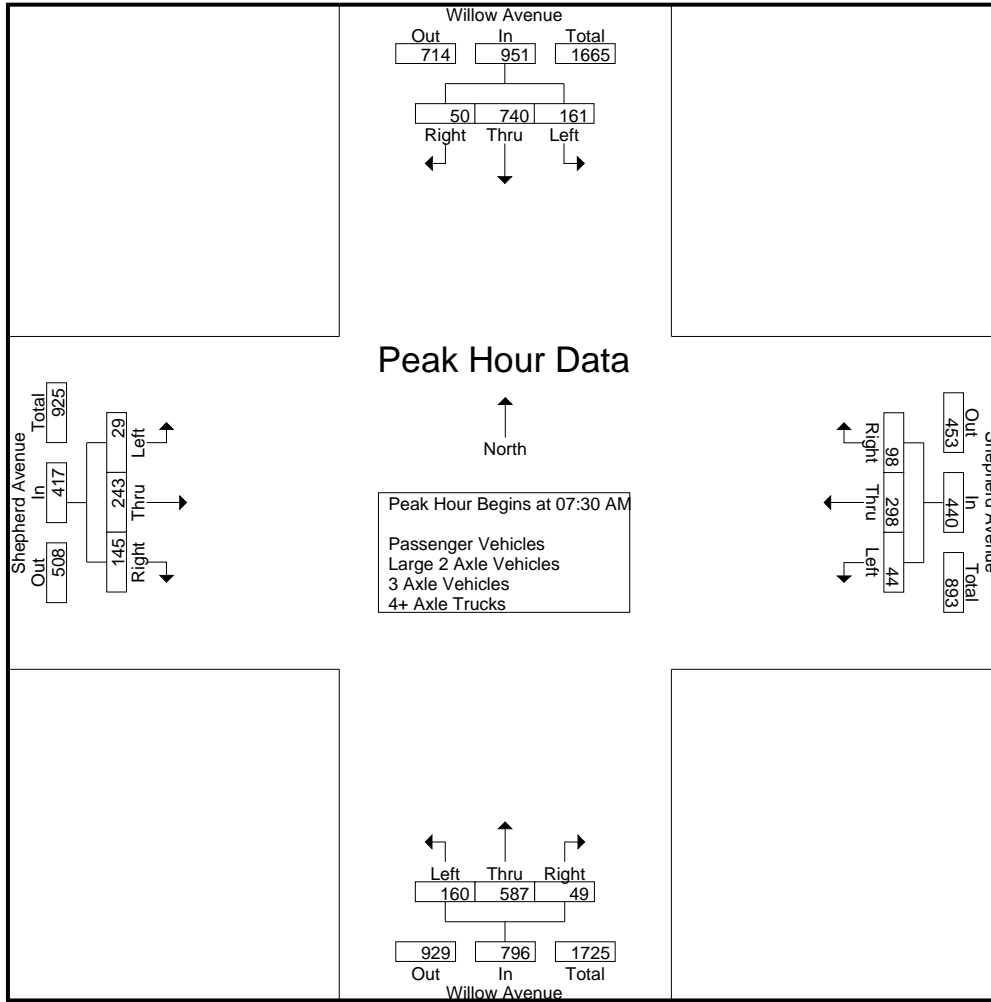 Willow Avenue
Out In Total
714 951 1665
50 740 161
Right Thru Left
Peak Hour Data
North
Peak Hour Begins at 07:30 AM
Passenger Vehicles
Large 2 Axle Vehicles
3 Axle Vehicles
4+ Axle Trucks
Shepherd Avenue
Total In Out
925 417 508
29 243 145
Left Thru Right
Shepherd Avenue
Out In Total
453 440 893
98 298 44
Right Thru Left
Left Thru Right
160 587 49
929 796 1725
Out In Total
Willow Avenue